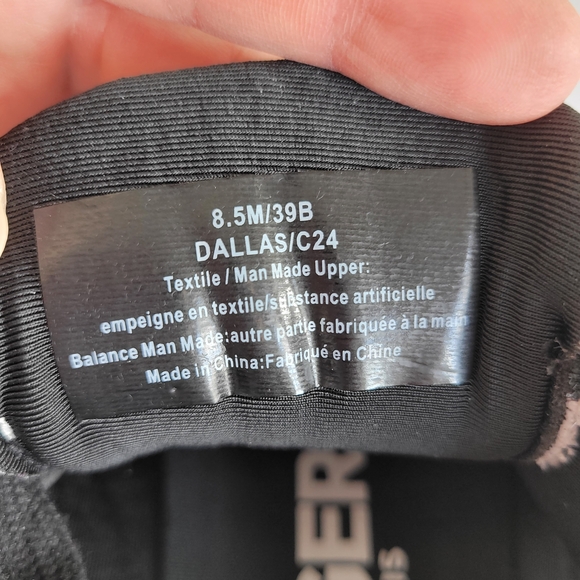 8.5M/39B
DALLAS/C24
Textile / Man Made Upper:
empeigne en textile/substance artificielle
Balance Man Made:autre partie fabriquée à la main
Made in China:Fabriqué en Chine
GER